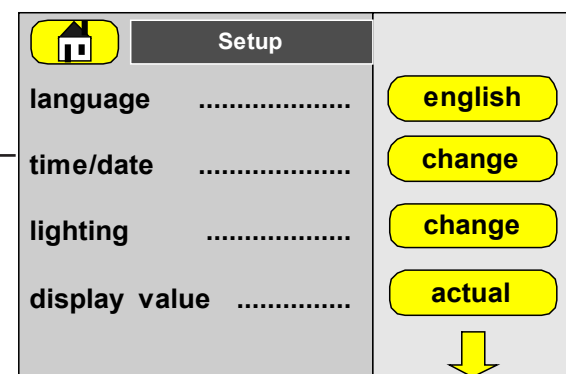 Setup
language .................... english
time/date .................... change
lighting ................... change
display value ............... actual